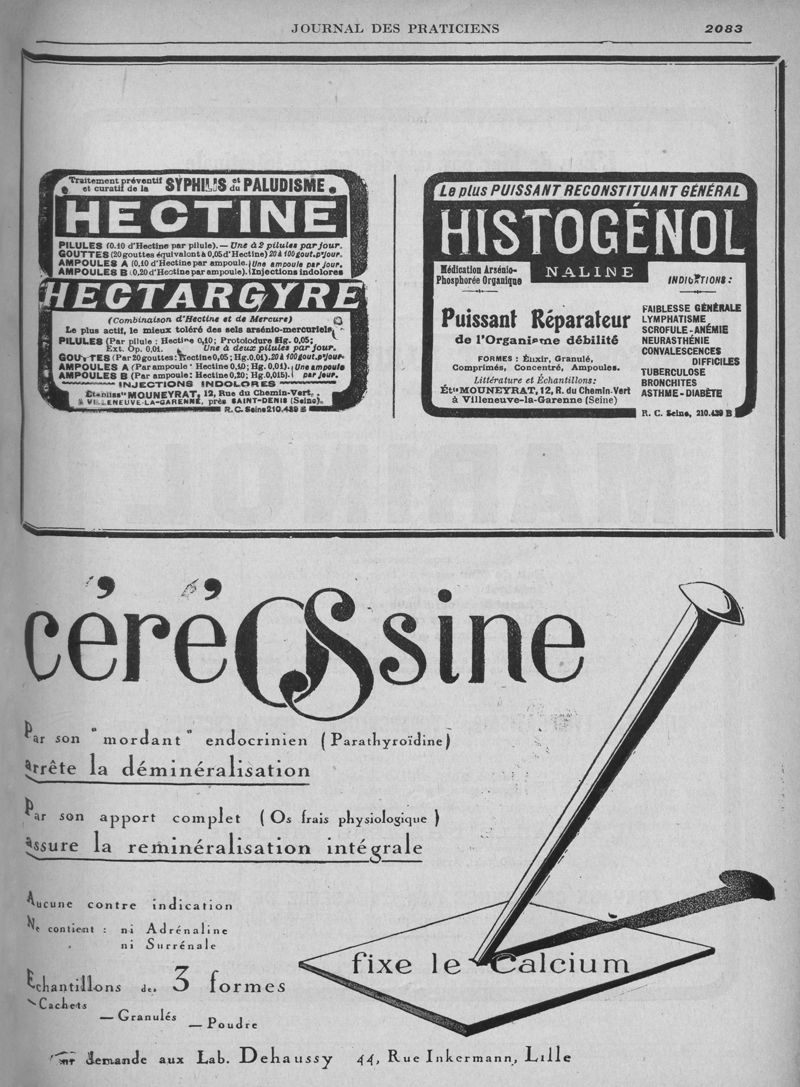 JOURNAL DES PRATICIENS 2083
Traitement préventif et curatif de la SYPHILIS et du PALUDISME
HECTINE
PILULES (0.10 d'Hectine par pilule). — Une à 2 pilules par jour.
GOUTTES (20 gouttes équivalent à 0,05 d'Hectine) 20 à 100 gout. p'jour.
AMPOULES A (0,10 d'Hectine par ampoule.) Une ampoule par jour.
AMPOULES B (0,20 d'Hectine par ampoule). Injections indolores
HECTARGYRE
(Combinaison d'Hectine et de Mercure)
Le plus actif, le mieux toléré des sels arsénio-mercuriels.
PILULES (Par pilule : Hectine 0,10; Protoiodure Hg. 0,05;
Ext. Op. 0,01. Une à deux pilules par jour.
GOUTTES (Par 20 gouttes: Hectine 0,05; Hg. 0,01). 20 à 100 gout. p'jour
AMPOULES A (Par ampoule: Hectine 0,10; Hg. 0,01). Une ampoule
AMPOULES B (Par ampoule: Hectine 0,20; Hg. 0,015). par jour.
INJECTIONS INDOLORES
Établiss.ts MOUNEYRAT, 12, Rue du Chemin-Vert,
à VILLENEUVE-LA-GARENNE, près SAINT-DENIS (Seine).
R. C. Seine 210.439 B
Le plus PUISSANT RECONSTITUANT GÉNÉRAL
HISTOGÉNOL
NALINE
Médication Arsénio-
Phosphorée Organique
Puissant Réparateur
de l'Organisme débilité
FORMES : Élixir, Granulé,
Comprimés, Concentré, Ampoules.
Littérature et Échantillons:
Ét.ts MOUNEYRAT, 12, R. du Chemin-Vert
à Villeneuve-la-Garenne (Seine)
INDICATIONS :
FAIBLESSE GÉNÉRALE
LYMPHATISME
SCROFULE - ANÉMIE
NEURASTHÉNIE
CONVALESCENCES
DIFFICILES
TUBERCULOSE
BRONCHITES
ASTHME - DIABÈTE
R. C. Seine, 210.439 B
céréOSsine
Par son "mordant" endocrinien (Parathyroïdine)
arrête la déminéralisation
Par son apport complet (Os frais physiologique)
assure la reminéralisation intégrale
Aucune contre indication
Ne contient : ni Adrénaline
ni Surrénale
Echantillons des 3 formes
Cachets
— Granulés
— Poudre
fixe le Calcium
sur demande aux Lab. Dehaussy 44, Rue Inkermann, Lille